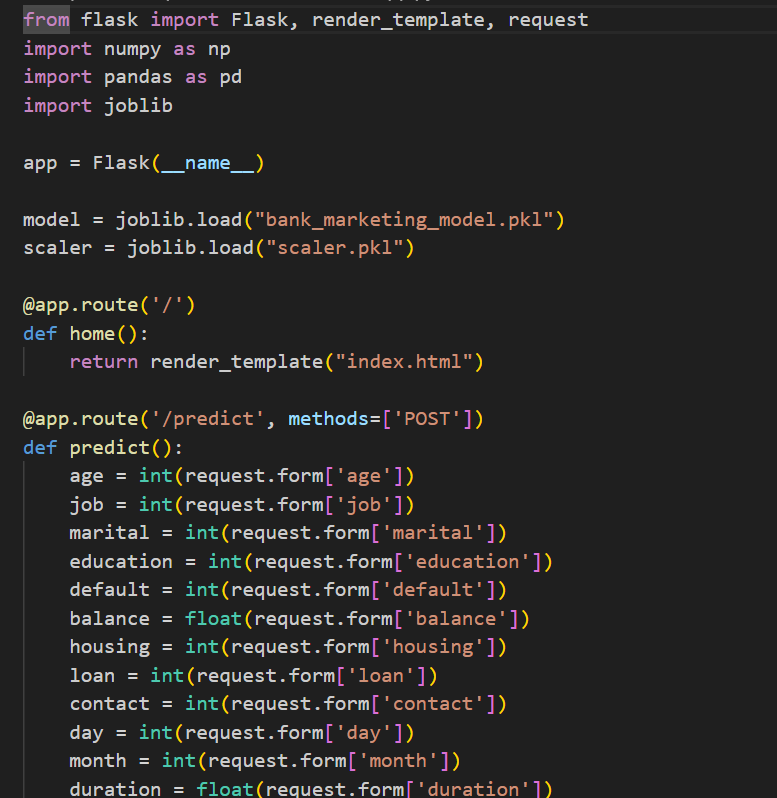 from flask import Flask, render_template, request
import numpy as np
import pandas as pd
import joblib
app = Flask(__name__)
model = joblib.load("bank_marketing_model.pkl")
scaler = joblib.load("scaler.pkl")
@app.route('/')
def home():
    return render_template("index.html")
@app.route('/predict', methods=['POST'])
def predict():
    age = int(request.form['age'])
    job = int(request.form['job'])
    marital = int(request.form['marital'])
    education = int(request.form['education'])
    default = int(request.form['default'])
    balance = float(request.form['balance'])
    housing = int(request.form['housing'])
    loan = int(request.form['loan'])
    contact = int(request.form['contact'])
    day = int(request.form['day'])
    month = int(request.form['month'])
    duration = float(request.form['duration'])